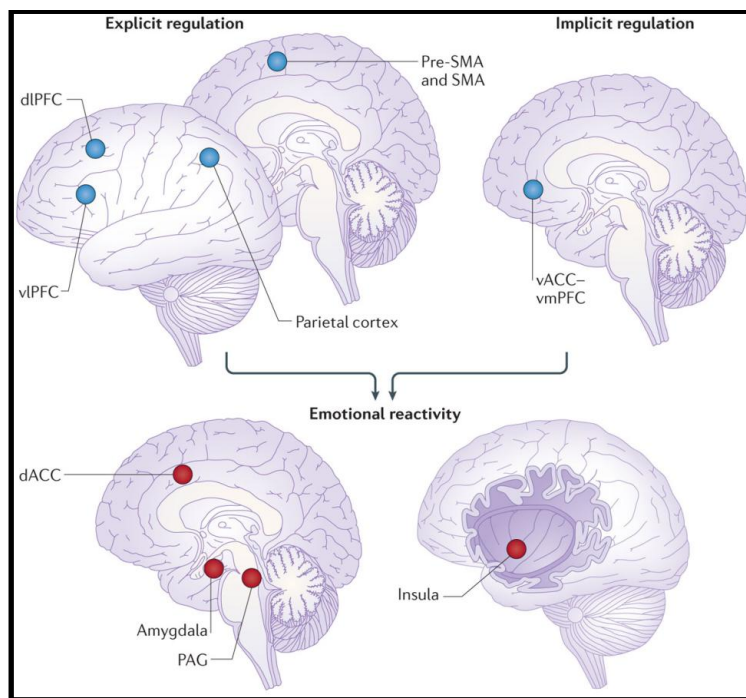 Explicit regulation
Implicit regulation
Pre-SMA
and SMA
dlPFC
vlPFC
Parietal cortex
vACC–
vmPFC
Emotional reactivity
dACC
Insula
Amygdala
PAG